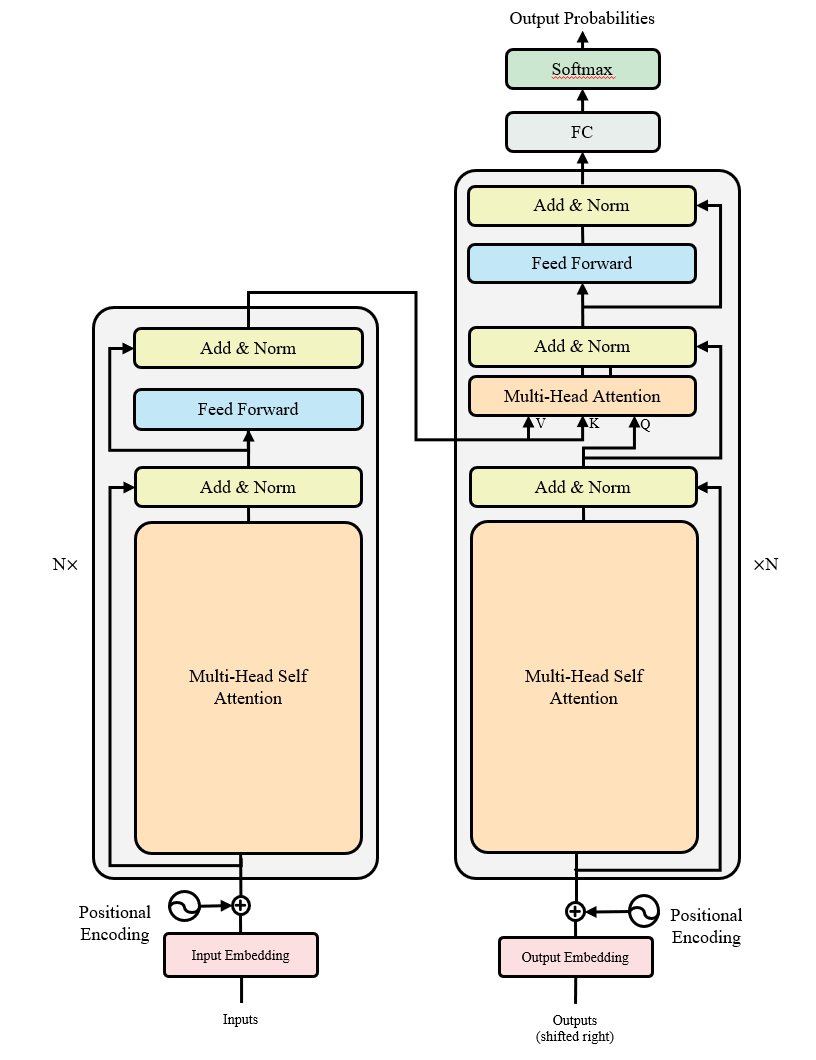 Output Probabilities
Softmax
FC
Add & Norm
Feed Forward
Add & Norm
Multi-Head Attention
V
K
Q
Add & Norm
Multi-Head Self
Attention
×N
Positional
Encoding
Output Embedding
Outputs
(shifted right)
Add & Norm
Feed Forward
Add & Norm
Multi-Head Self
Attention
N×
Positional
Encoding
Input Embedding
Inputs